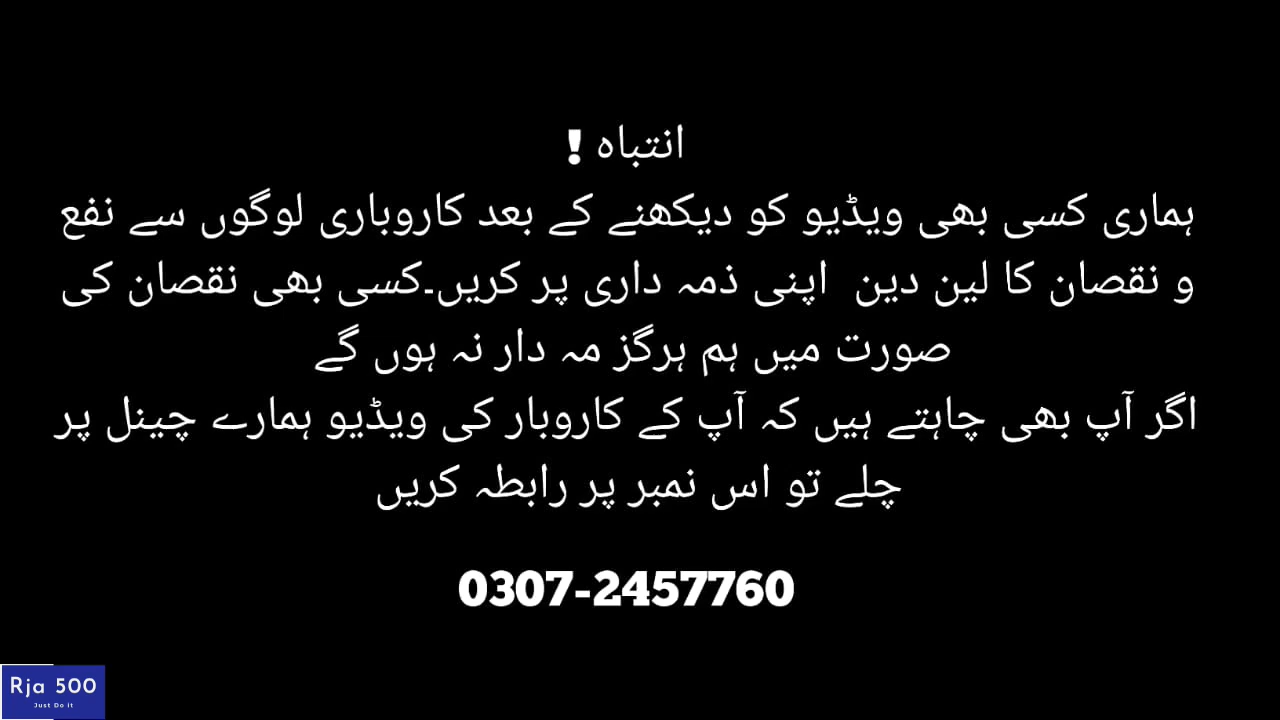 انتباہ !
ہماری کسی بھی ویڈیو کو دیکھنے کے بعد کاروباری لوگوں سے نفع
و نقصان کا لین دین اپنی ذمہ داری پر کریں۔کسی بھی نقصان کی
صورت میں ہم ہرگز مہ دار نہ ہوں گے
اگر آپ بھی چاہتے ہیں کہ آپ کے کاروبار کی ویڈیو ہمارے چینل پر
چلے تو اس نمبر پر رابطہ کریں
0307-2457760
Rja 500
Just Do it